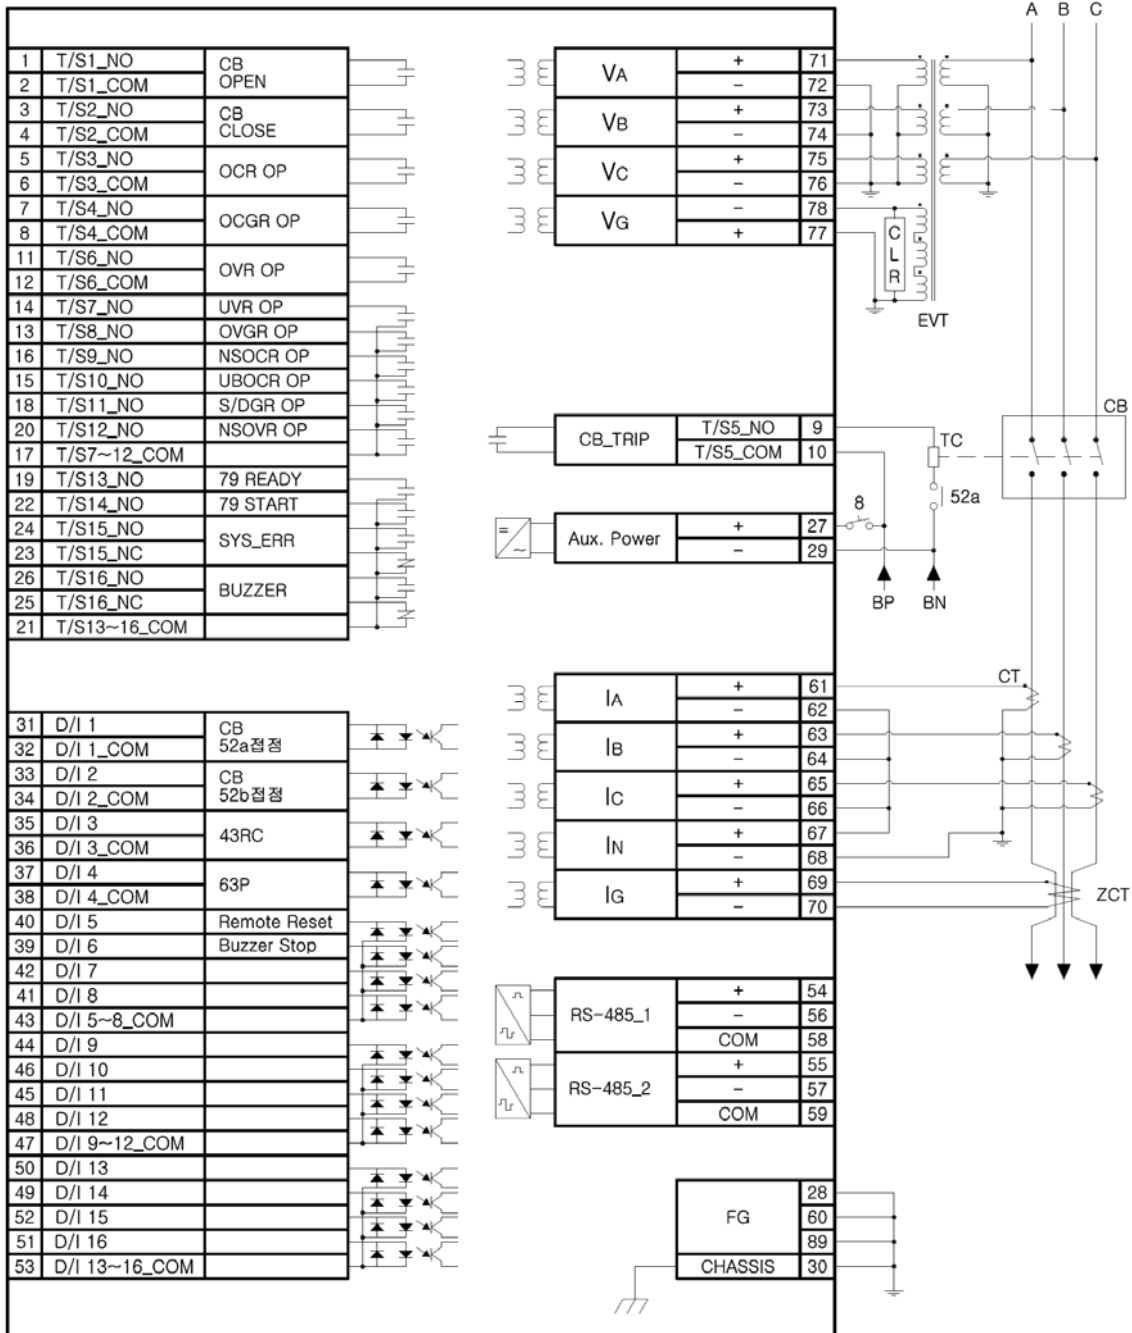 A B C
1 T/S1_NO CB OPEN
2 T/S1_COM
3 T/S2_NO CB CLOSE
4 T/S2_COM
5 T/S3_NO OCR OP
6 T/S3_COM
7 T/S4_NO OCGR OP
8 T/S4_COM
11 T/S6_NO OVR OP
12 T/S6_COM
14 T/S7_NO UVR OP
13 T/S8_NO OVGR OP
16 T/S9_NO NSOCR OP
15 T/S10_NO UBOCR OP
18 T/S11_NO S/DGR OP
20 T/S12_NO NSOVR OP
17 T/S7~12_COM
19 T/S13_NO 79 READY
22 T/S14_NO 79 START
24 T/S15_NO SYS_ERR
23 T/S15_NC
26 T/S16_NO BUZZER
25 T/S16_NC
21 T/S13~16_COM
31 D/I 1 CB 52a접점
32 D/I 1_COM
33 D/I 2 CB 52b접점
34 D/I 2_COM
35 D/I 3 43RC
36 D/I 3_COM
37 D/I 4 63P
38 D/I 4_COM
40 D/I 5 Remote Reset
39 D/I 6 Buzzer Stop
42 D/I 7
41 D/I 8
43 D/I 5~8_COM
44 D/I 9
46 D/I 10
45 D/I 11
48 D/I 12
47 D/I 9~12_COM
50 D/I 13
49 D/I 14
52 D/I 15
51 D/I 16
53 D/I 13~16_COM
VA + 71
− 72
VB + 73
− 74
VC + 75
− 76
VG − 78
+ 77
CLR
EVT
CB_TRIP T/S5_NO 9
T/S5_COM 10
TC
CB
52a
8
Aux. Power + 27
− 29
BP BN
IA + 61
− 62
IB + 63
− 64
IC + 65
− 66
IN + 67
− 68
IG + 69
− 70
CT
ZCT
RS-485_1 + 54
− 56
COM 58
RS-485_2 + 55
− 57
COM 59
FG 28
60
89
CHASSIS 30